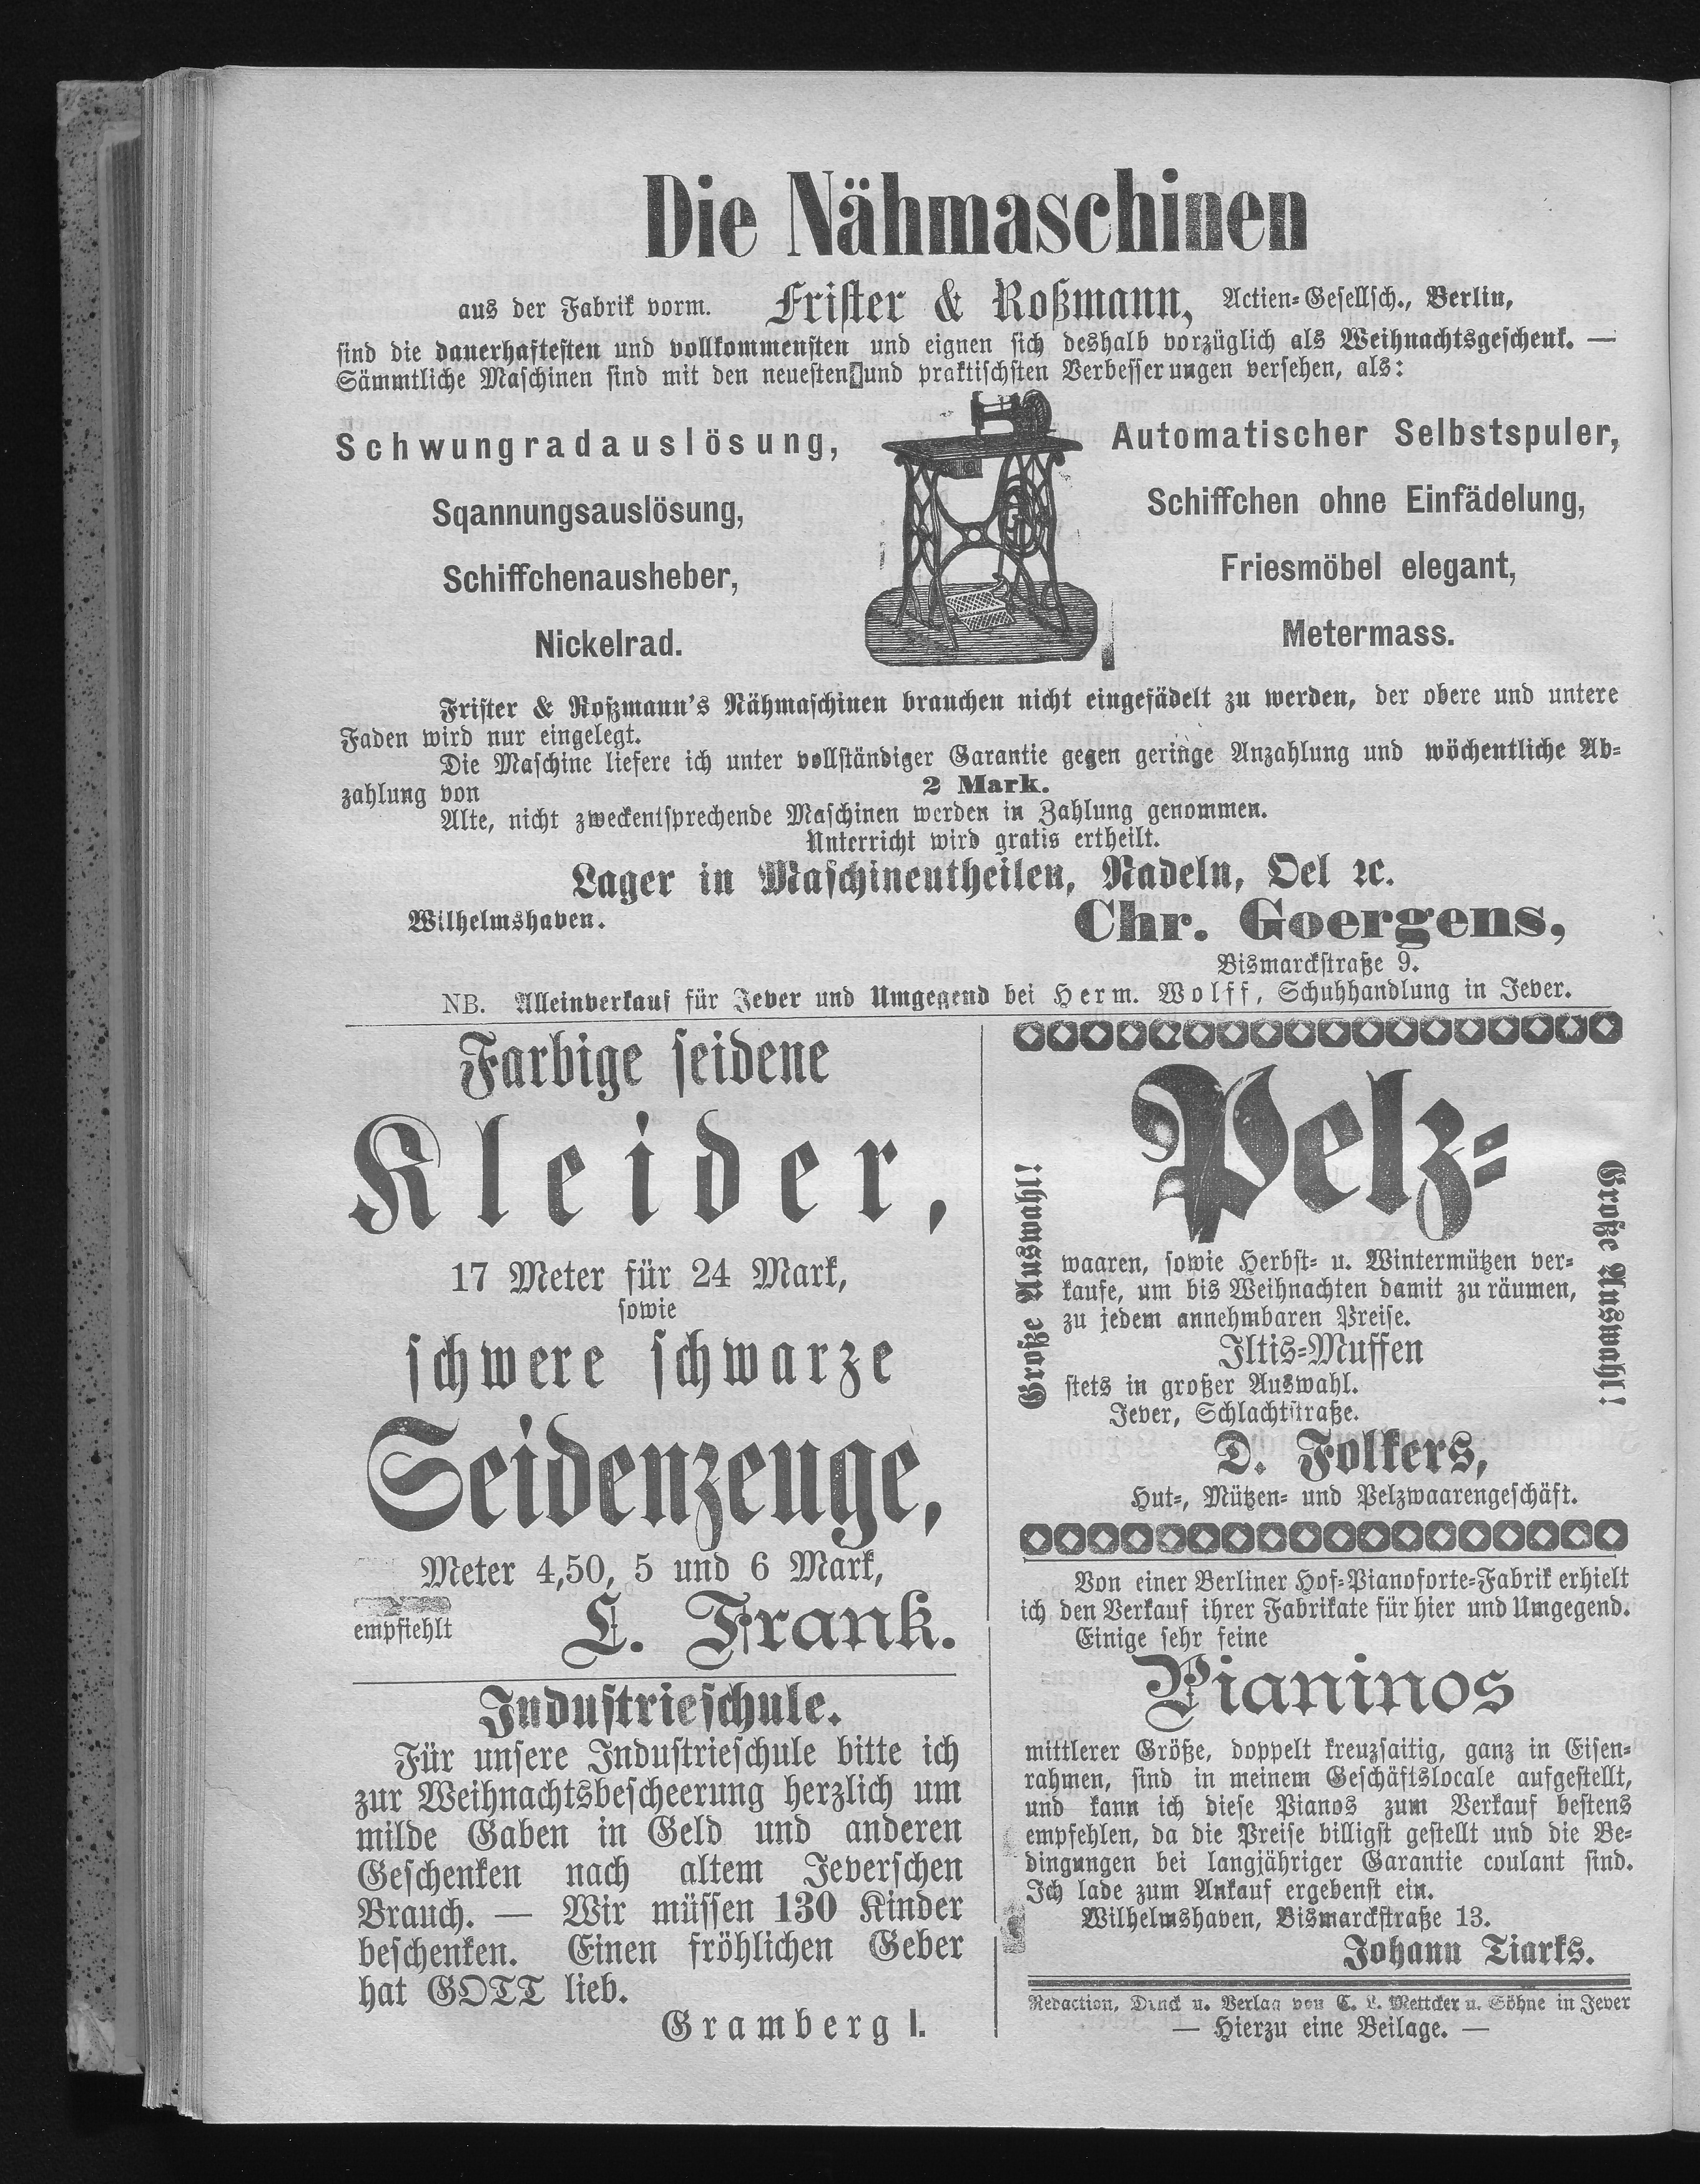 Die Nähmaschinen
aus der Fabrik vorm. Frister & Roßmann, Actien-Gesellsch., Berlin,
sind die dauerhaftesten und vollkommensten und eignen sich deshalb vorzüglich als Weihnachtsgeschenk. —
Sämmtliche Maschinen sind mit den neuesten und praktischsten Verbesserungen versehen, als:
Schwungradauslösung,
Sqannungsauslösung,
Schiffchenausheber,
Nickelrad.
Automatischer Selbstspuler,
Schiffchen ohne Einfädelung,
Friesmöbel elegant,
Metermass.
Frister & Roßmann's Nähmaschinen brauchen nicht eingefädelt zu werden, der obere und untere
Faden wird nur eingelegt.
Die Maschine liefere ich unter vollständiger Garantie gegen geringe Anzahlung und wöchentliche Ab-
zahlung von 2 Mark.
Alte, nicht zweckentsprechende Maschinen werden in Zahlung genommen.
Unterricht wird gratis ertheilt.
Lager in Maschinentheilen, Nadeln, Oel ꝛc.
Wilhelmshaven. Chr. Goergens,
Bismarckstraße 9.
NB. Alleinverkauf für Jever und Umgegend bei Herm. Wolff, Schuhhandlung in Jever.
Farbige seidene
Kleider,
17 Meter für 24 Mark,
sowie
schwere schwarze
Seidenzeuge,
Meter 4,50, 5 und 6 Mark,
empfiehlt L. Frank.
Industrieschule.
Für unsere Industrieschule bitte ich
zur Weihnachtsbescheerung herzlich um
milde Gaben in Geld und anderen
Geschenken nach altem Jeverschen
Brauch. — Wir müssen 130 Kinder
beschenken. Einen fröhlichen Geber
hat GOTT lieb.
Gramberg I.
Große Auswahl!
Pelz-
waaren, sowie Herbst- u. Wintermützen ver-
kaufe, um bis Weihnachten damit zu räumen,
zu jedem annehmbaren Preise.
Iltis-Muffen
stets in großer Auswahl.
Jever, Schlachtstraße.
D. Folkers,
Hut-, Mützen- und Pelzwaarengeschäft.
Große Auswahl!
Von einer Berliner Hof-Pianoforte-Fabrik erhielt
ich den Verkauf ihrer Fabrikate für hier und Umgegend.
Einige sehr feine
Pianinos
mittlerer Größe, doppelt kreuzsaitig, ganz in Eisen-
rahmen, sind in meinem Geschäftslocale aufgestellt,
und kann ich diese Pianos zum Verkauf bestens
empfehlen, da die Preise billigst gestellt und die Be-
dingungen bei langjähriger Garantie coulant sind.
Ich lade zum Ankauf ergebenst ein.
Wilhelmshaven, Bismarckstraße 13.
Johann Tiarks.
Redaction, Druck u. Verlag von C. L. Mettcker u. Söhne in Jever
— Hierzu eine Beilage. —